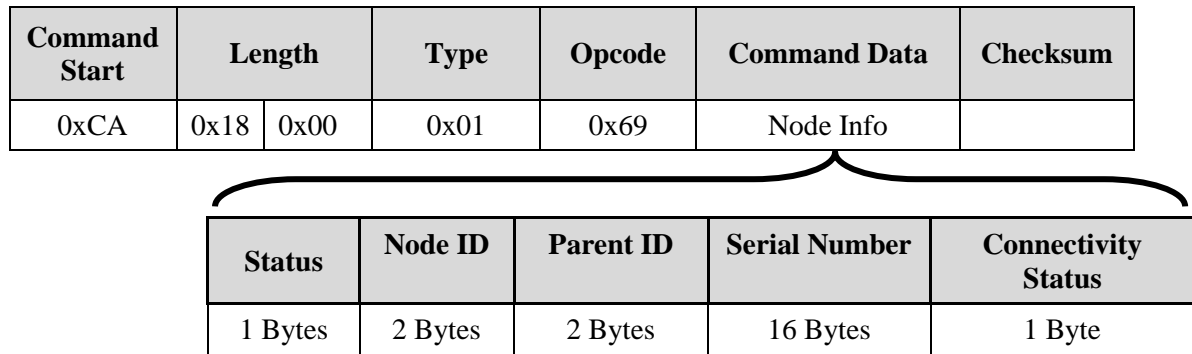 Command Start Length Type Opcode Command Data Checksum
0xCA 0x18 0x00 0x01 0x69 Node Info
Status Node ID Parent ID Serial Number Connectivity Status
1 Bytes 2 Bytes 2 Bytes 16 Bytes 1 Byte